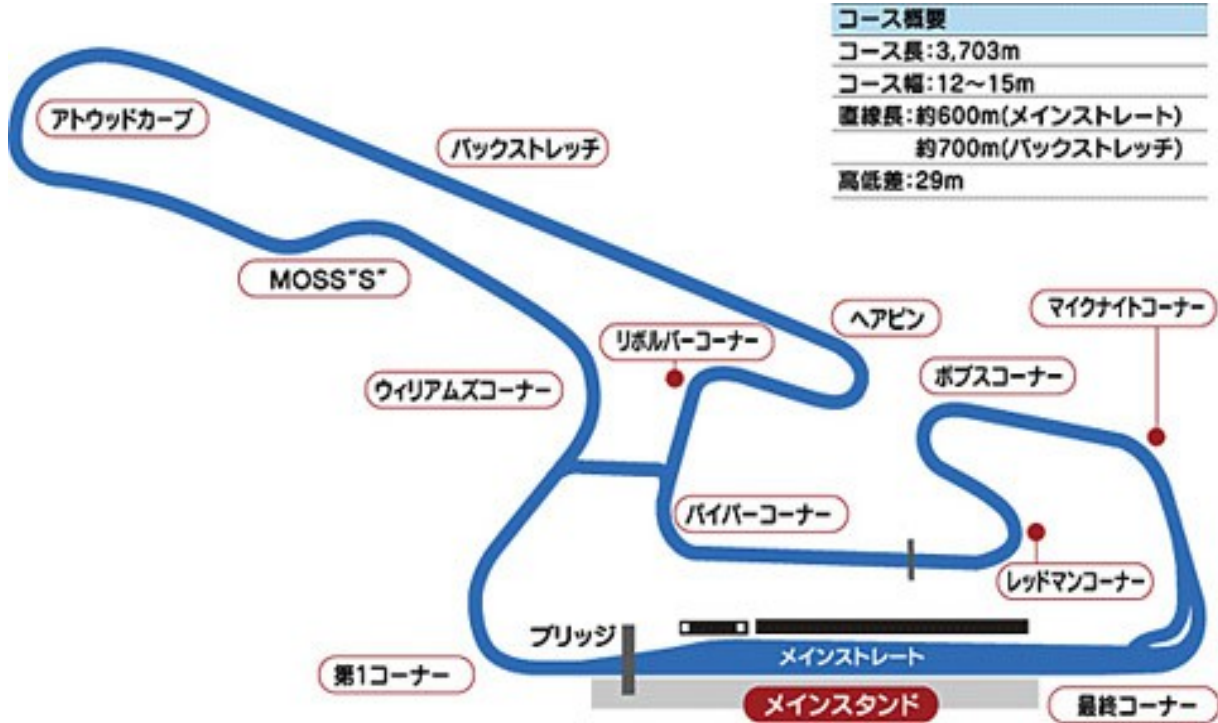 コース概要
コース長:3,703m
コース幅:12〜15m
直線長:約600m(メインストレート)
約700m(バックストレッチ)
高低差:29m
アトウッドカーブ
バックストレッチ
MOSS"S"
ヘアピン
マイクナイトコーナー
リボルバーコーナー
ボブスコーナー
ウィリアムズコーナー
パイパーコーナー
レッドマンコーナー
ブリッジ
メインストレート
第1コーナー
メインスタンド
最終コーナー